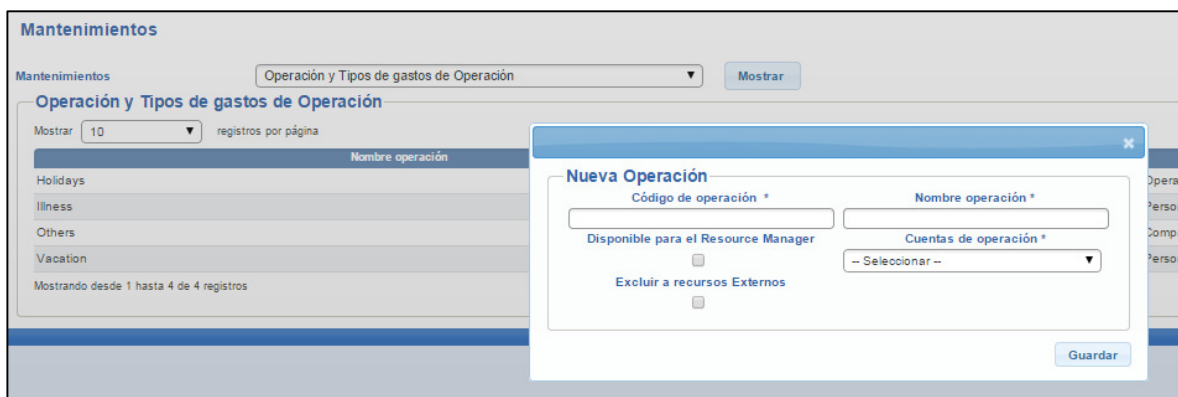 Mantenimientos
Mantenimientos Operación y Tipos de gastos de Operación Mostrar
Operación y Tipos de gastos de Operación
Mostrar 10 registros por página
Nombre operación
Holidays
Illness
Others
Vacation
Mostrando desde 1 hasta 4 de 4 registros
Nueva Operación
Código de operación * Nombre operación *
Disponible para el Resource Manager Cuentas de operación *
-- Seleccionar --
Excluir a recursos Externos
Guardar